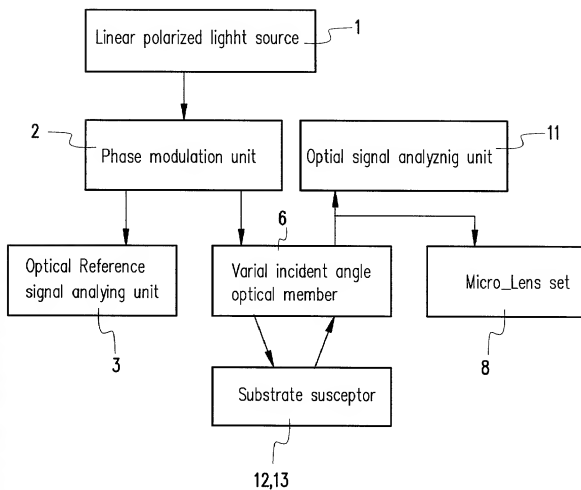 Linear polarized lighht source
1
2
Phase modulation unit
11
Optial signal analyznig unit
6
Optical Reference
signal analying unit
3
Varial incident angle
optical member
Micro_Lens set
8
Substrate susceptor
12,13